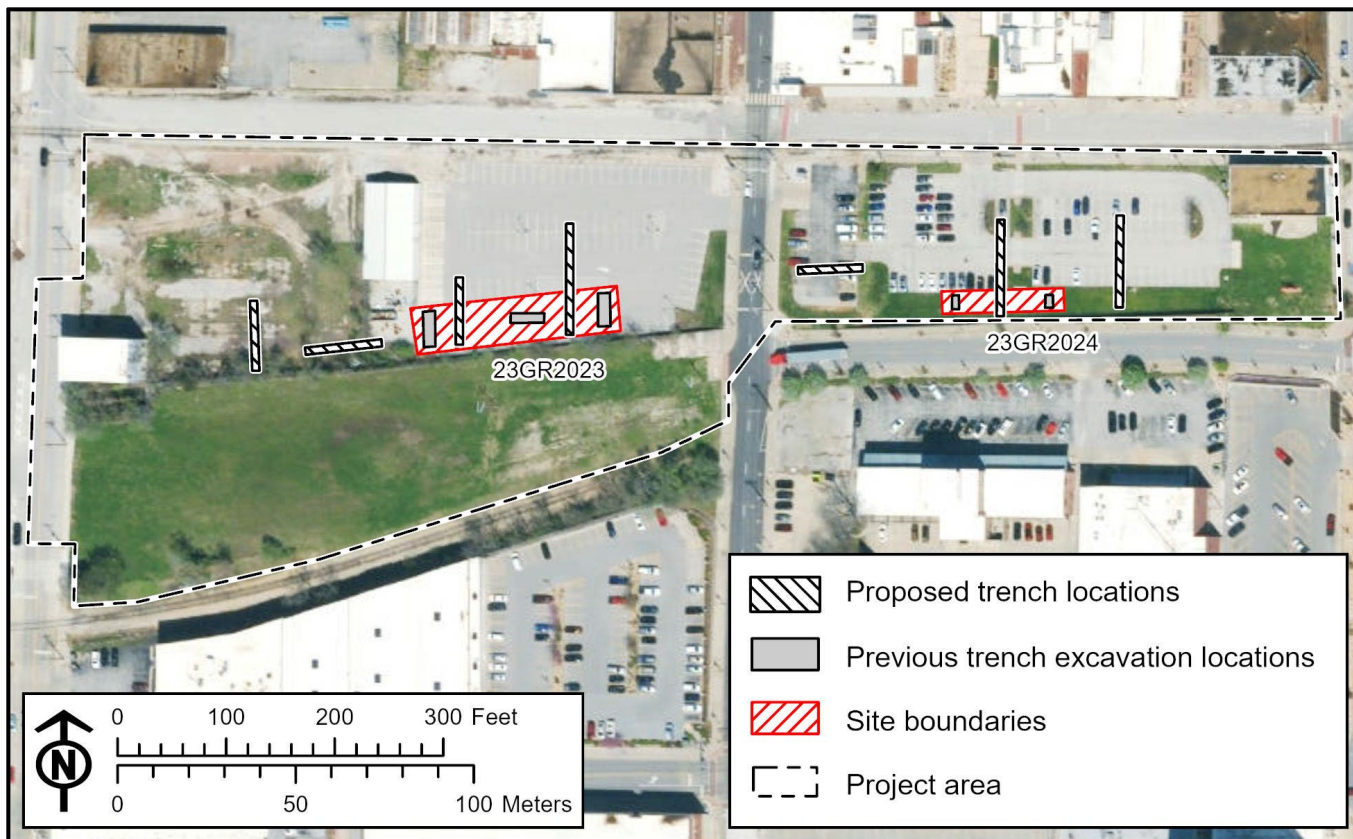 23GR2023
23GR2024
Proposed trench locations
Previous trench excavation locations
Site boundaries
Project area
N
0 100 200 300 Feet
0 50 100 Meters